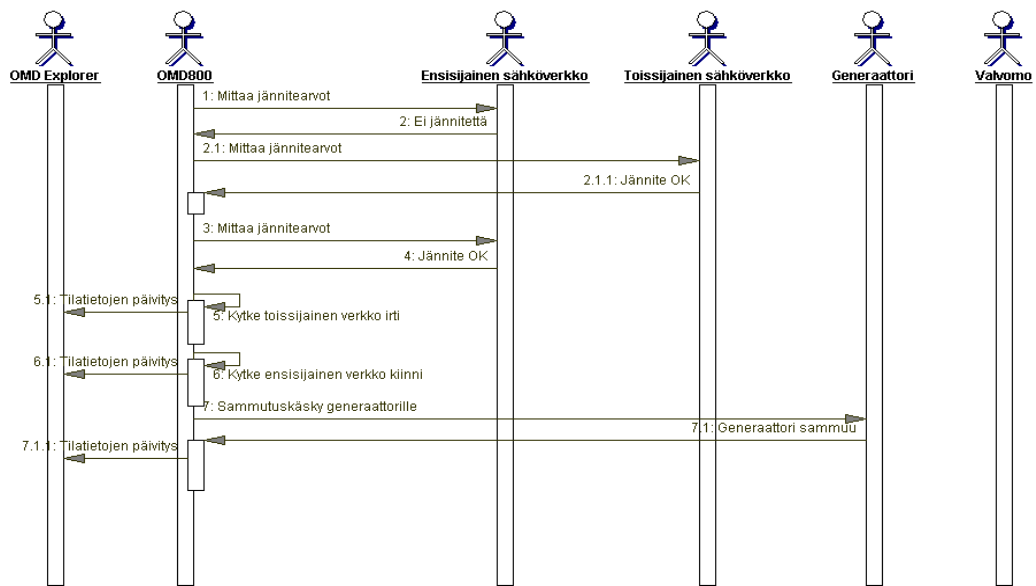 OMD Explorer
OMD800
Ensisijainen sähköverkko
Toissijainen sähköverkko
Generaattori
Valvomo
1: Mittaa jännitearvot
2: Ei jännitettä
2.1: Mittaa jännitearvot
2.1.1: Jännite OK
3: Mittaa jännitearvot
4: Jännite OK
5.1: Tilatietojen päivitys
5: Kytke toissijainen verkko irti
6.1: Tilatietojen päivitys
6: Kytke ensisijainen verkko kiinni
7: Sammutuskäsky generaattorille
7.1: Generaattori sammuu
7.1.1: Tilatietojen päivitys